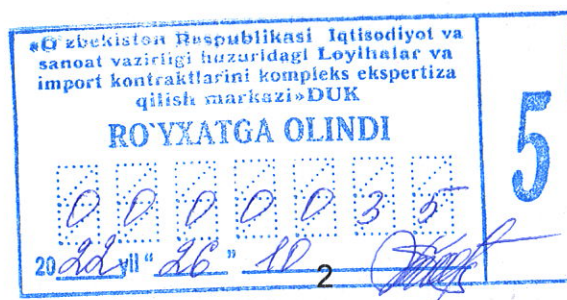 «O'zbekiston Respublikasi Iqtisodiyot va
sanoat vazirligi huzuridagi Loyihalar va
import kontraktlarini kompleks ekspertiza
qilish markazi»DUK
RO'YXATGA OLINDI
0 0 0 0 0 3 5
2022 yil "26" 10
2
5